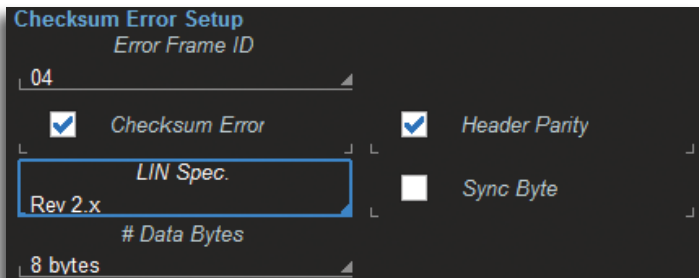 Checksum Error Setup
Error Frame ID
04
Checksum Error
Header Parity
LIN Spec.
Rev 2.x
Sync Byte
# Data Bytes
8 bytes